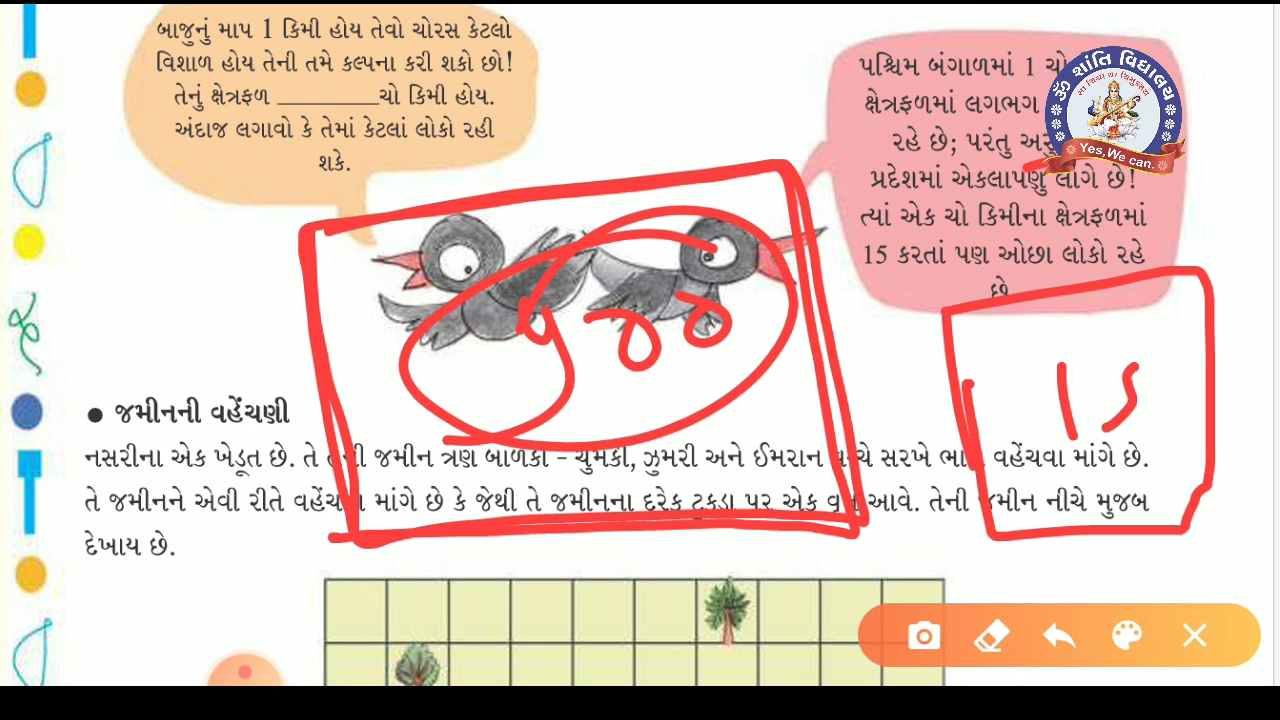 બાજુનું માપ 1 કિમી હોય તેવો ચોરસ કેટલો
વિશાળ હોય તેની તમે કલ્પના કરી શકો છો!
તેનું ક્ષેત્રફળ ________ચો કિમી હોય.
અંદાજ લગાવો કે તેમાં કેટલાં લોકો રહી
શકે.
પશ્ચિમ બંગાળમાં 1 ચો
ક્ષેત્રફળમાં લગભગ
રહે છે; પરંતુ
પ્રદેશમાં એકલાપણું લાગે છે!
ત્યાં એક ચો કિમીના ક્ષેત્રફળમાં
15 કરતાં પણ ઓછા લોકો રહે
છે
ૐ શાંતિ વિદ્યાલય
Yes,We can.
15
● જમીનની વહેંચણી
નસરીના એક ખેડૂત છે. તે તેની જમીન ત્રણ બાળકો – ચુમકી, ઝુમરી અને ઈમરાન વચ્ચે સરખે ભાગે વહેંચવા માંગે છે.
તે જમીનને એવી રીતે વહેંચવા માંગે છે કે જેથી તે જમીનના દરેક ટુકડા પર એક વૃક્ષ આવે. તેની જમીન નીચે મુજબ
દેખાય છે.